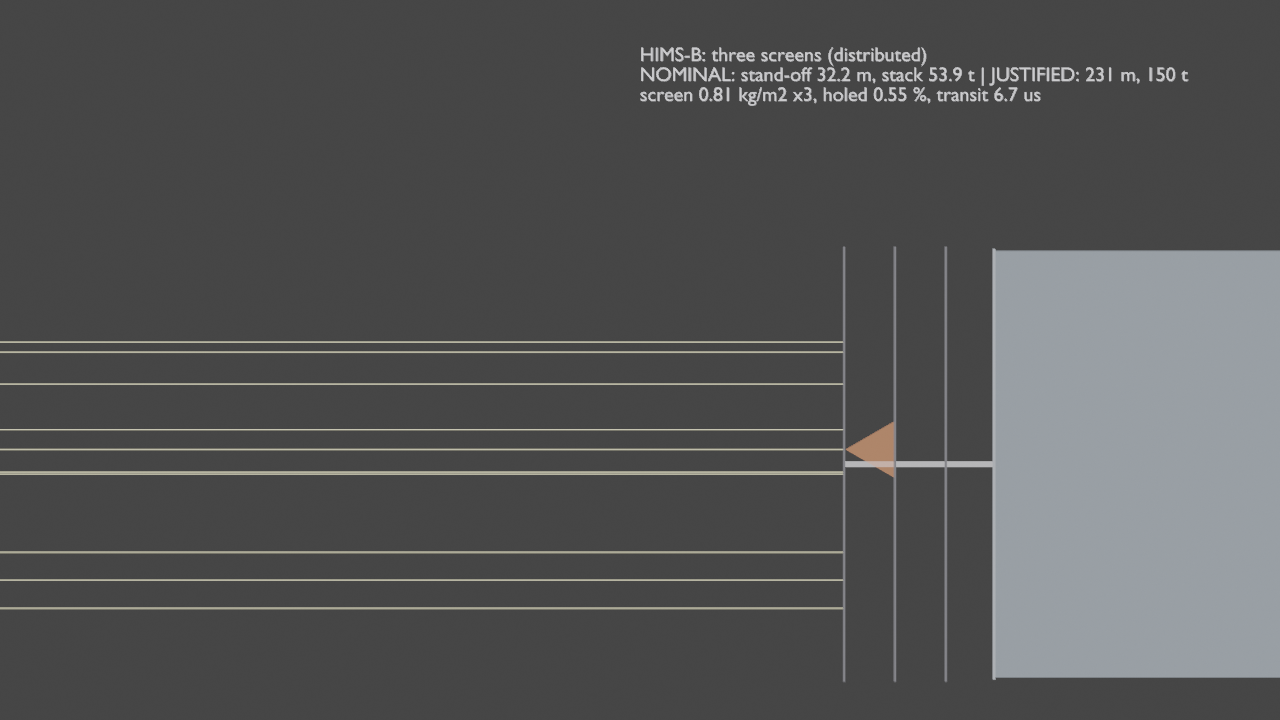 HIMS-B: three screens (distributed)
NOMINAL: stand-off 32.2 m, stack 53.9 t | JUSTIFIED: 231 m, 150 t
screen 0.81 kg/m2 x3, holed 0.55 %, transit 6.7 us